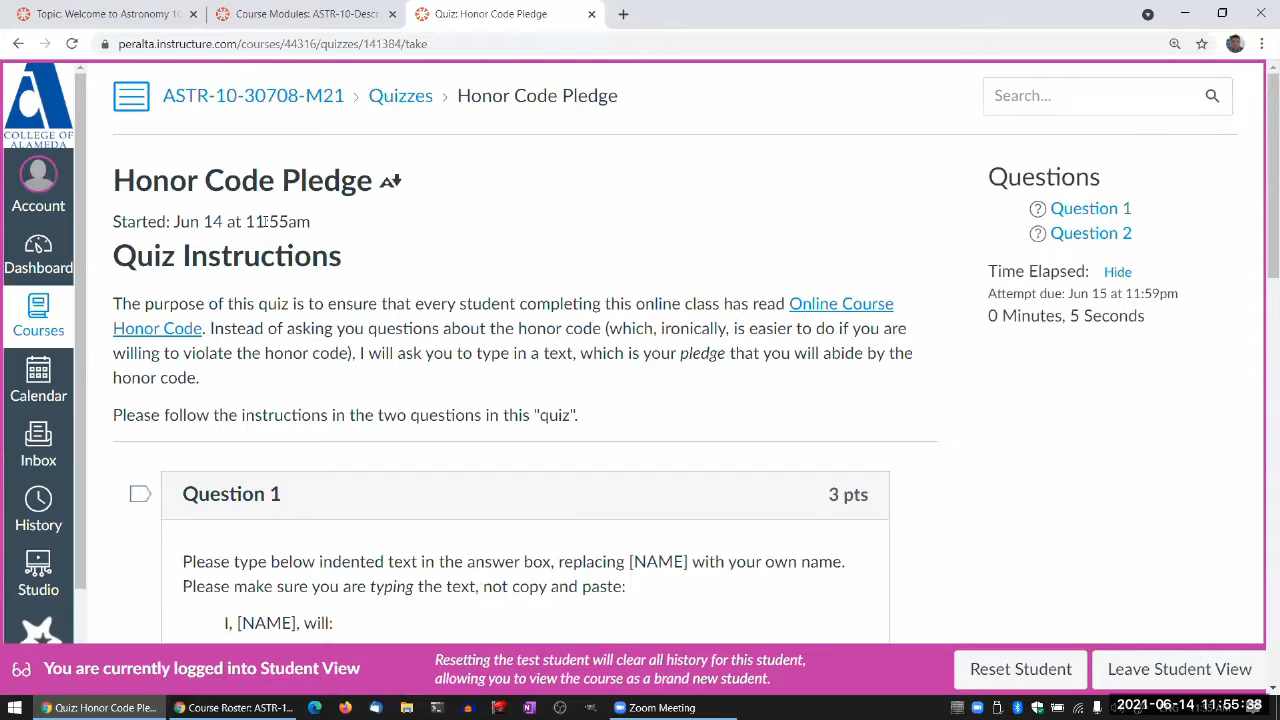 Topic: Welcome to Astronomy 10
Course Modules: ASTR-10-Descr
Quiz: Honor Code Pledge
peralta.instructure.com/courses/44316/quizzes/141384/take
COLLEGE OF
ALAMEDA
Account
Dashboard
Courses
Calendar
Inbox
History
Studio
ASTR-10-30708-M21 › Quizzes › Honor Code Pledge
Search...
Honor Code Pledge
Started: Jun 14 at 11:55am
Quiz Instructions
The purpose of this quiz is to ensure that every student completing this online class has read Online Course
Honor Code. Instead of asking you questions about the honor code (which, ironically, is easier to do if you are
willing to violate the honor code), I will ask you to type in a text, which is your pledge that you will abide by the
honor code.
Please follow the instructions in the two questions in this "quiz".
Question 1
3 pts
Please type below indented text in the answer box, replacing [NAME] with your own name.
Please make sure you are typing the text, not copy and paste:
I, [NAME], will:
Questions
Question 1
Question 2
Time Elapsed: Hide
Attempt due: Jun 15 at 11:59pm
0 Minutes, 5 Seconds
You are currently logged into Student View
Resetting the test student will clear all history for this student,
allowing you to view the course as a brand new student.
Reset Student
Leave Student View
Quiz: Honor Code Ple...
Course Roster: ASTR-1...
Zoom Meeting
2021-06-14 11:55:38